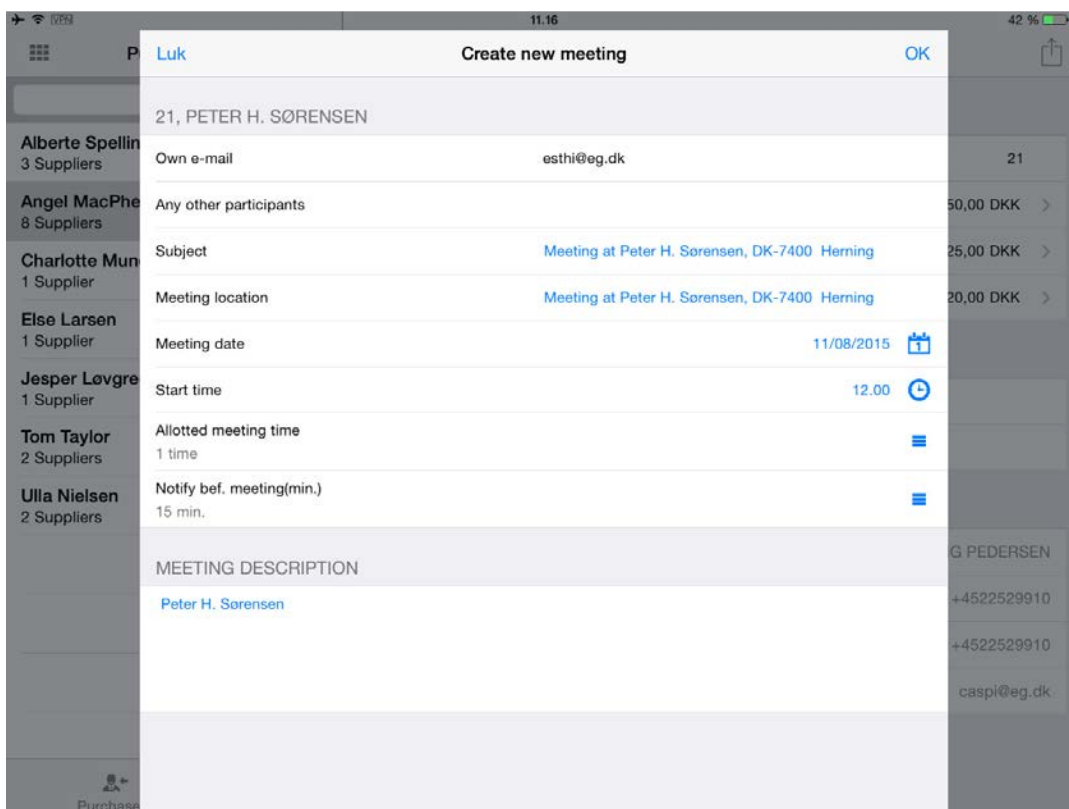 VPN 11.16 42 %
Luk Create new meeting OK
21, PETER H. SØRENSEN
Own e-mail esthi@eg.dk
Any other participants
Subject Meeting at Peter H. Sørensen, DK-7400 Herning
Meeting location Meeting at Peter H. Sørensen, DK-7400 Herning
Meeting date 11/08/2015
1
Start time 12.00
Allotted meeting time
1 time
Notify bef. meeting(min.)
15 min.
MEETING DESCRIPTION
Peter H. Sørensen
P
Alberte Spellin
3 Suppliers
Angel MacPhe
8 Suppliers
Charlotte Mun
1 Supplier
Else Larsen
1 Supplier
Jesper Løvgre
1 Supplier
Tom Taylor
2 Suppliers
Ulla Nielsen
2 Suppliers
Purchase
21
50,00 DKK
25,00 DKK
20,00 DKK
G PEDERSEN
+4522529910
+4522529910
caspi@eg.dk